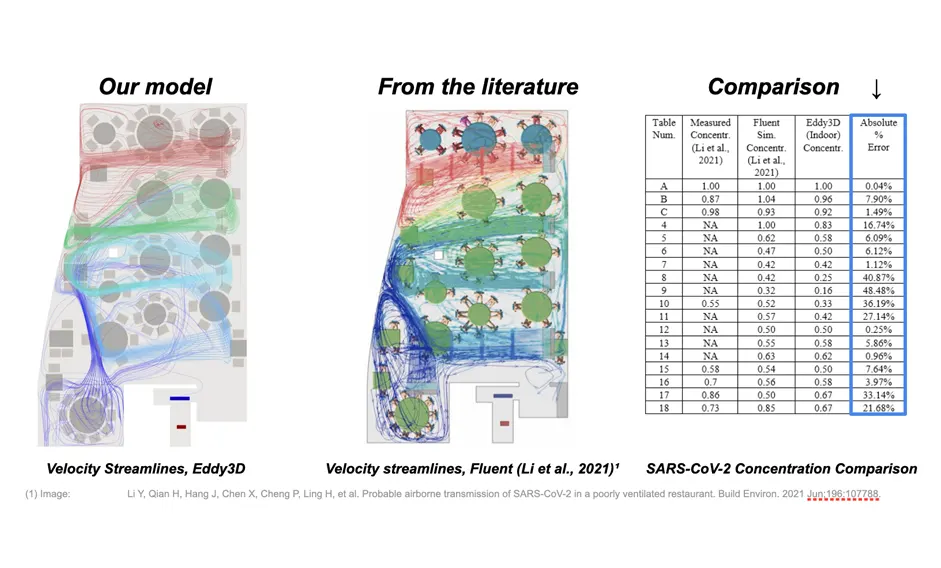 Our model
From the literature
Comparison ↓
Table Num. | Measured Concentr. (Li et al., 2021) | Fluent Sim. Concentr. (Li et al., 2021) | Eddy3D (Indoor) Concentr. | Absolute % Error
A | 1.00 | 1.00 | 1.00 | 0.04%
B | 0.87 | 1.04 | 0.96 | 7.90%
C | 0.98 | 0.93 | 0.92 | 1.49%
4 | NA | 1.00 | 0.83 | 16.74%
5 | NA | 0.62 | 0.58 | 6.09%
6 | NA | 0.47 | 0.50 | 6.12%
7 | NA | 0.42 | 0.42 | 1.12%
8 | NA | 0.42 | 0.25 | 40.87%
9 | NA | 0.32 | 0.16 | 48.48%
10 | 0.55 | 0.52 | 0.33 | 36.19%
11 | NA | 0.57 | 0.42 | 27.14%
12 | NA | 0.50 | 0.50 | 0.25%
13 | NA | 0.55 | 0.58 | 5.86%
14 | NA | 0.63 | 0.62 | 0.96%
15 | 0.58 | 0.54 | 0.50 | 7.64%
16 | 0.7 | 0.56 | 0.58 | 3.97%
17 | 0.86 | 0.50 | 0.67 | 33.14%
18 | 0.73 | 0.85 | 0.67 | 21.68%
Velocity Streamlines, Eddy3D
Velocity streamlines, Fluent (Li et al., 2021)¹
SARS-CoV-2 Concentration Comparison
(1) Image: Li Y, Qian H, Hang J, Chen X, Cheng P, Ling H, et al. Probable airborne transmission of SARS-CoV-2 in a poorly ventilated restaurant. Build Environ. 2021 Jun;196:107788.